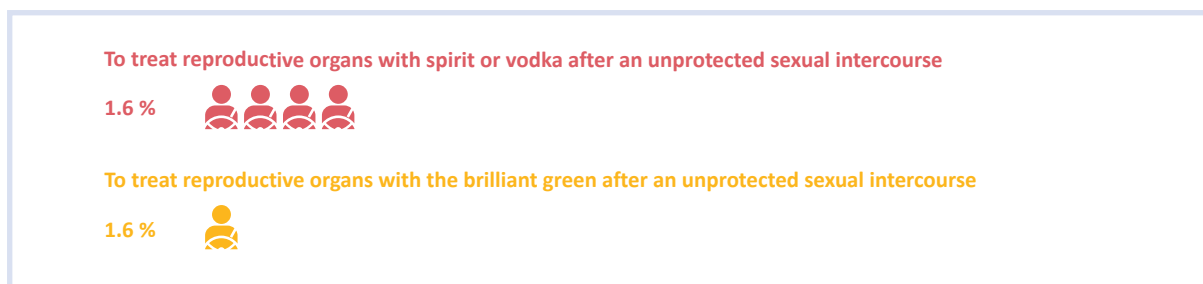 To treat reproductive organs with spirit or vodka after an unprotected sexual intercourse
1.6 %
To treat reproductive organs with the brilliant green after an unprotected sexual intercourse
1.6 %